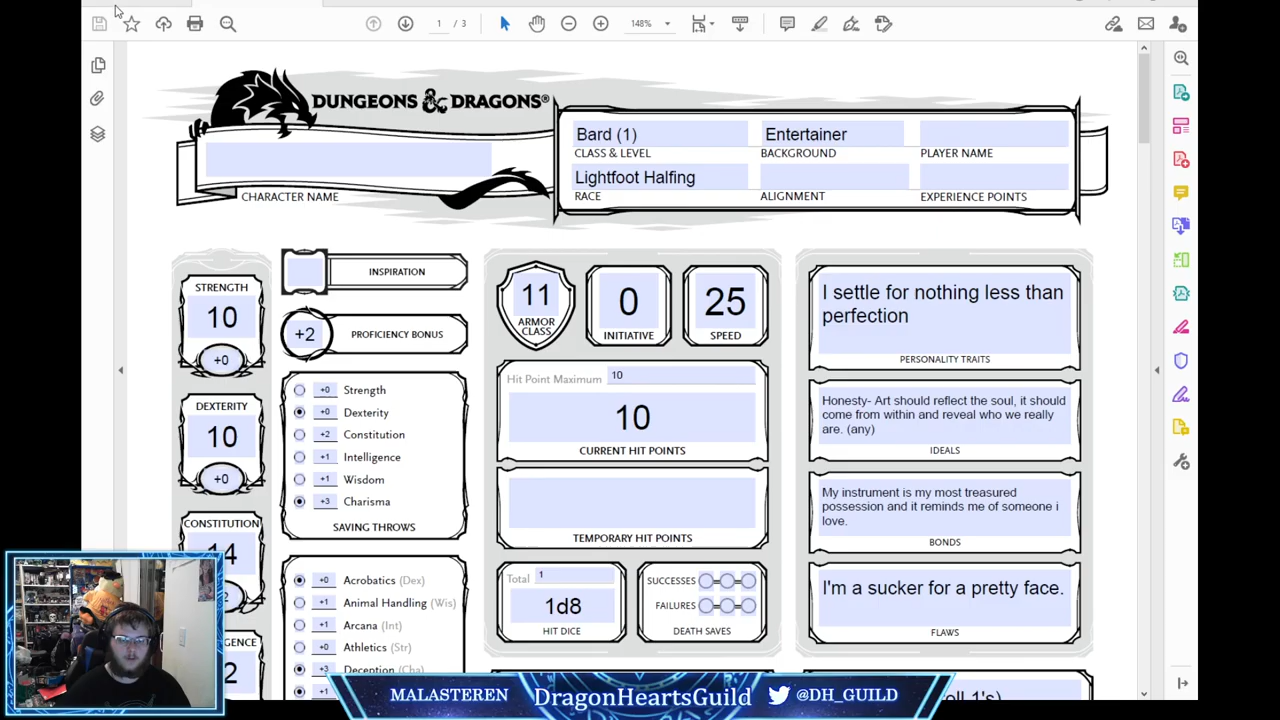 1 / 3
148%
DUNGEONS & DRAGONS®
CHARACTER NAME
Bard (1)
CLASS & LEVEL
Entertainer
BACKGROUND
PLAYER NAME
Lightfoot Halfing
RACE
ALIGNMENT
EXPERIENCE POINTS
STRENGTH
10
+0
DEXTERITY
10
+0
CONSTITUTION
14
INSPIRATION
+2
PROFICIENCY BONUS
+0 Strength
+0 Dexterity
+2 Constitution
+1 Intelligence
+1 Wisdom
+3 Charisma
SAVING THROWS
+0 Acrobatics (Dex)
+1 Animal Handling (Wis)
+1 Arcana (Int)
+0 Athletics (Str)
+3 Deception (Cha)
+1
11
ARMOR
CLASS
0
INITIATIVE
25
SPEED
Hit Point Maximum 10
10
CURRENT HIT POINTS
TEMPORARY HIT POINTS
Total 1
1d8
HIT DICE
SUCCESSES
FAILURES
DEATH SAVES
I settle for nothing less than
perfection
PERSONALITY TRAITS
Honesty- Art should reflect the soul, it should
come from within and reveal who we really
are. (any)
IDEALS
My instrument is my most treasured
possession and it reminds me of someone i
love.
BONDS
I'm a sucker for a pretty face.
FLAWS
MALASTEREN
DragonHeartsGuild
@DH_GUILD